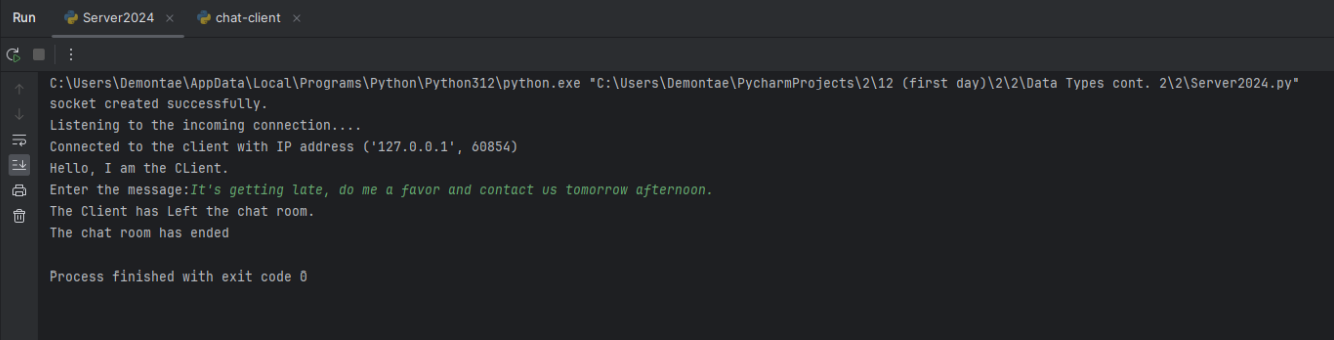 Run Server2024 chat-client
C:\Users\Demontae\AppData\Local\Programs\Python\Python312\python.exe "C:\Users\Demontae\PycharmProjects\2\12 (first day)\2\2\Data Types cont. 2\2\Server2024.py"
socket created successfully.
Listening to the incoming connection....
Connected to the client with IP address ('127.0.0.1', 60854)
Hello, I am the CLient.
Enter the message:It's getting late, do me a favor and contact us tomorrow afternoon.
The Client has Left the chat room.
The chat room has ended
Process finished with exit code 0